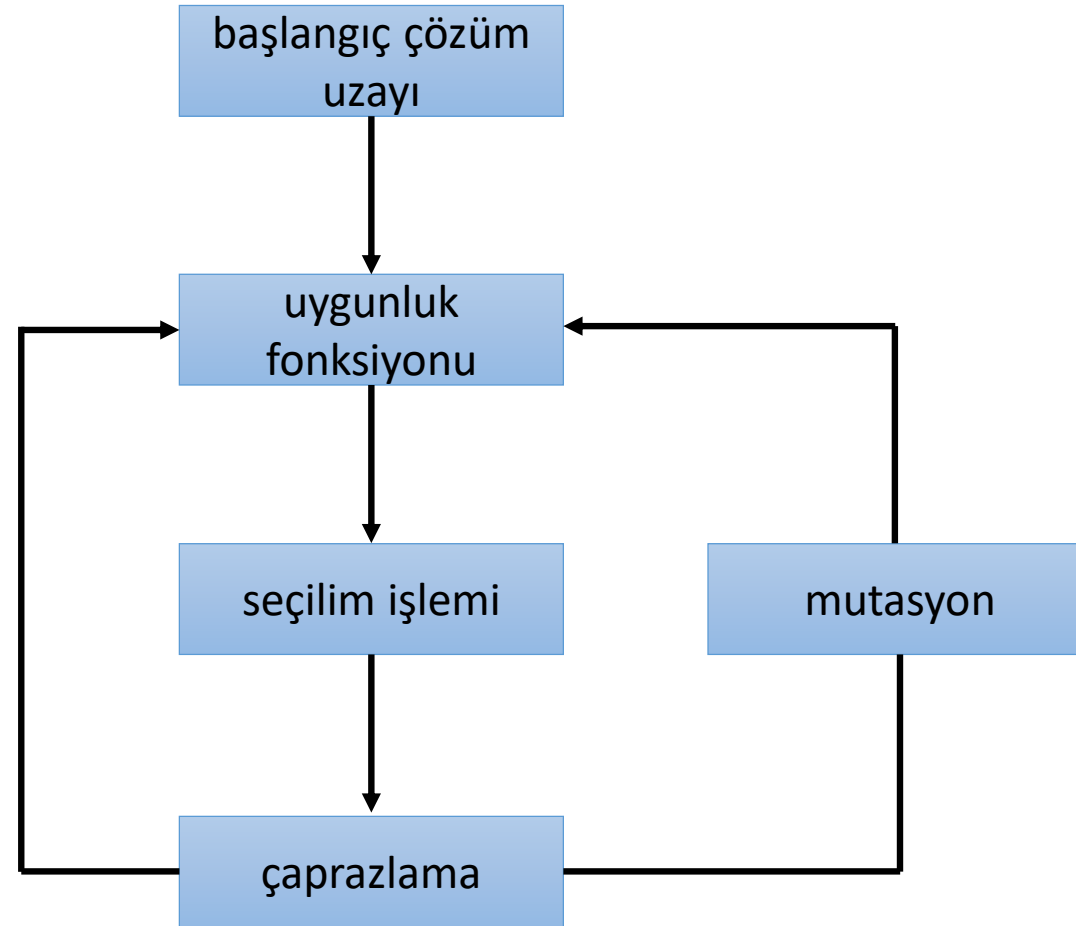 başlangıç çözüm
uzayı
uygunluk
fonksiyonu
seçilim işlemi
mutasyon
çaprazlama